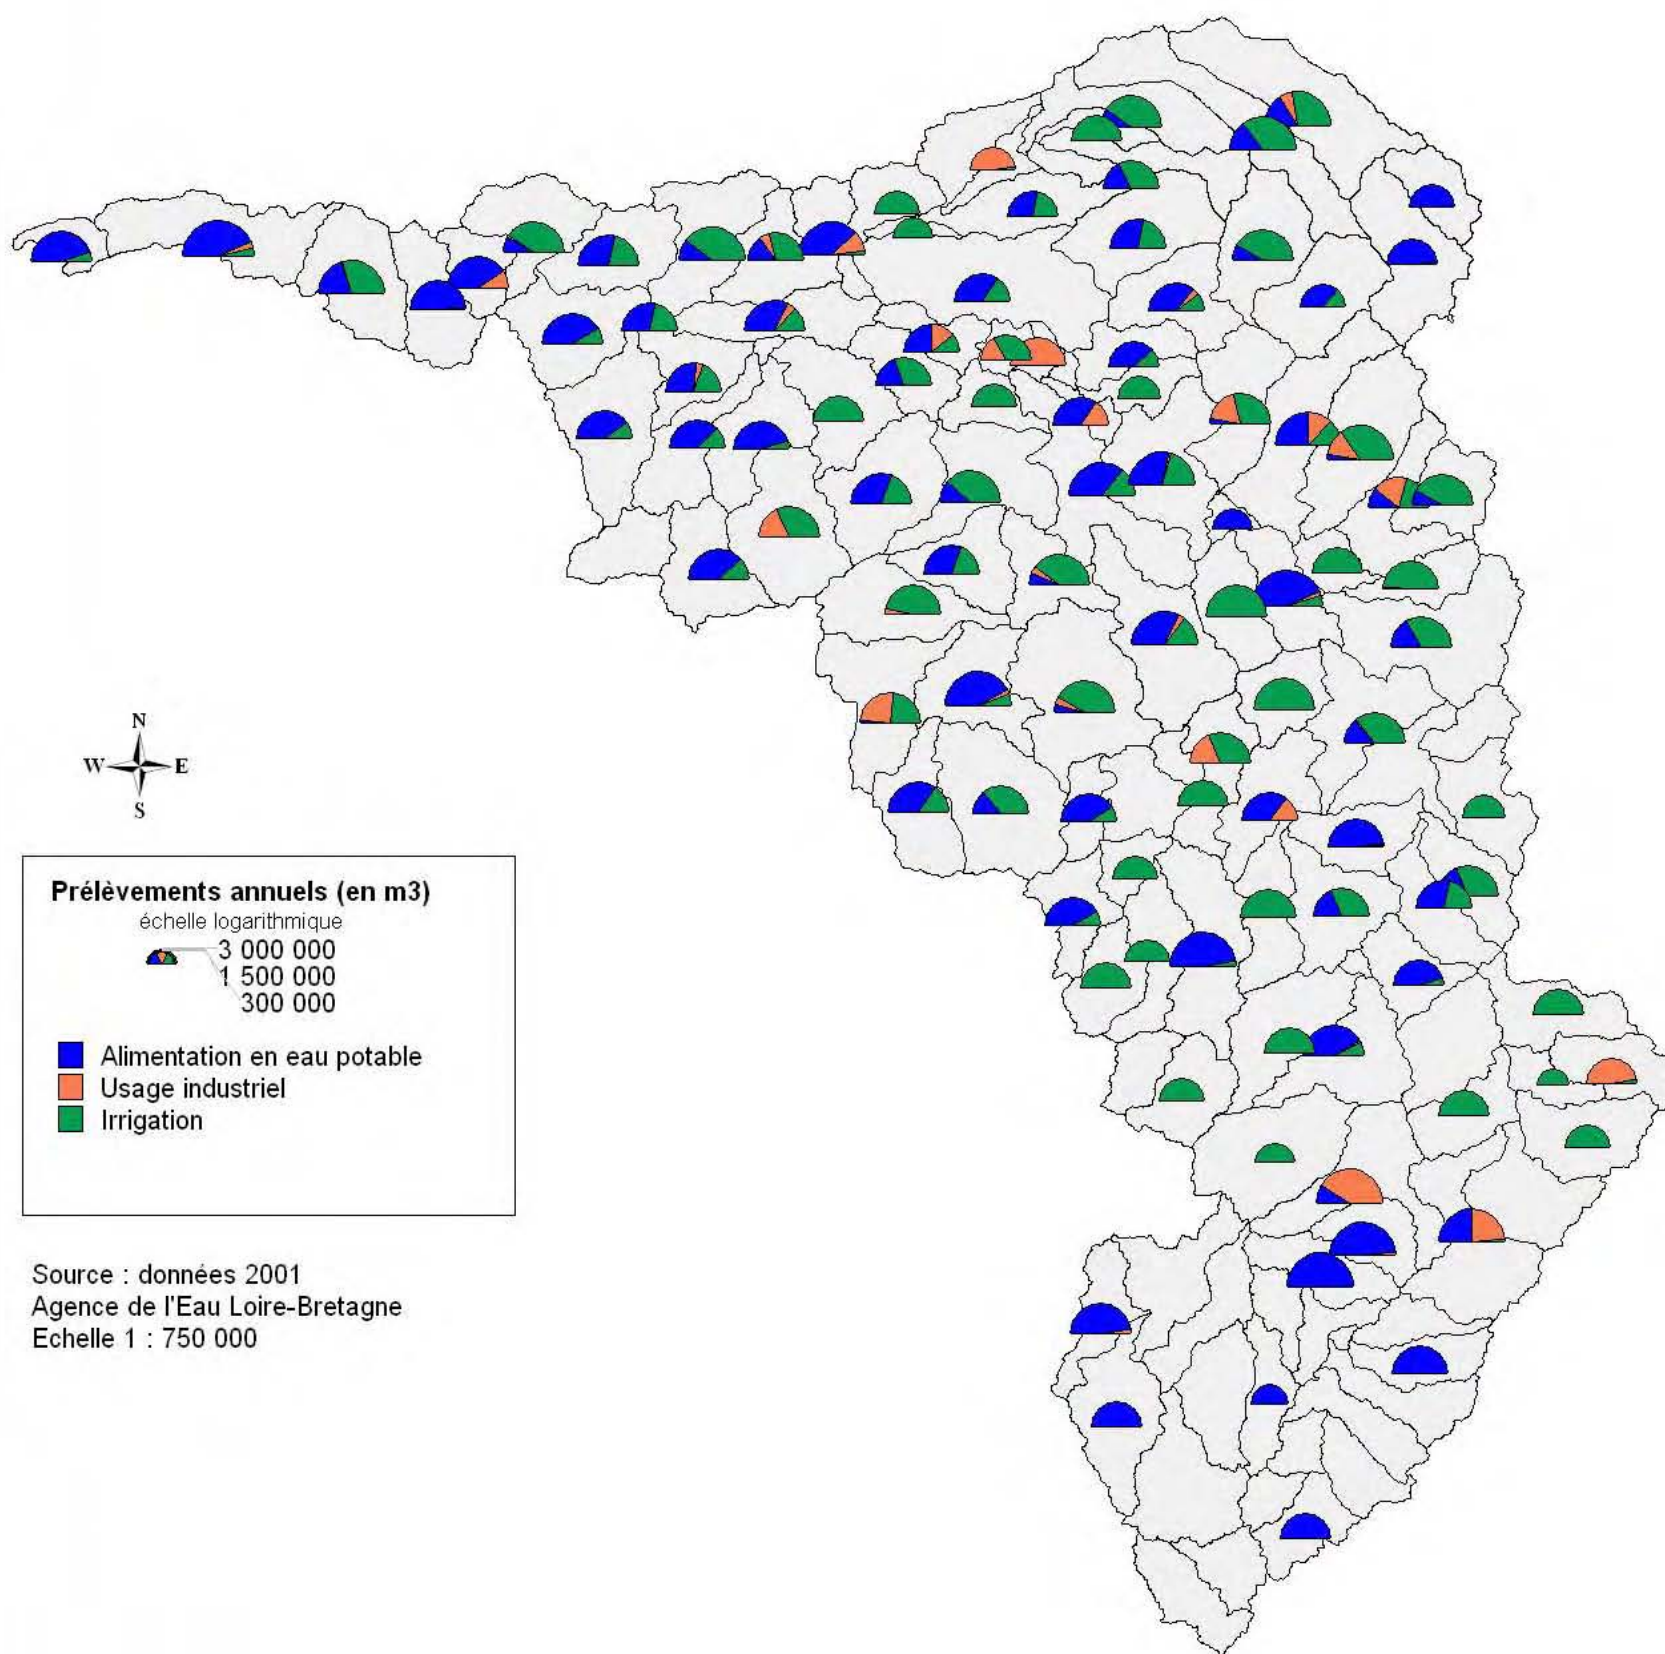 N
W E
S
Prélèvements annuels (en m3)
échelle logarithmique
3 000 000
1 500 000
300 000
Alimentation en eau potable
Usage industriel
Irrigation
Source : données 2001
Agence de l'Eau Loire-Bretagne
Echelle 1 : 750 000